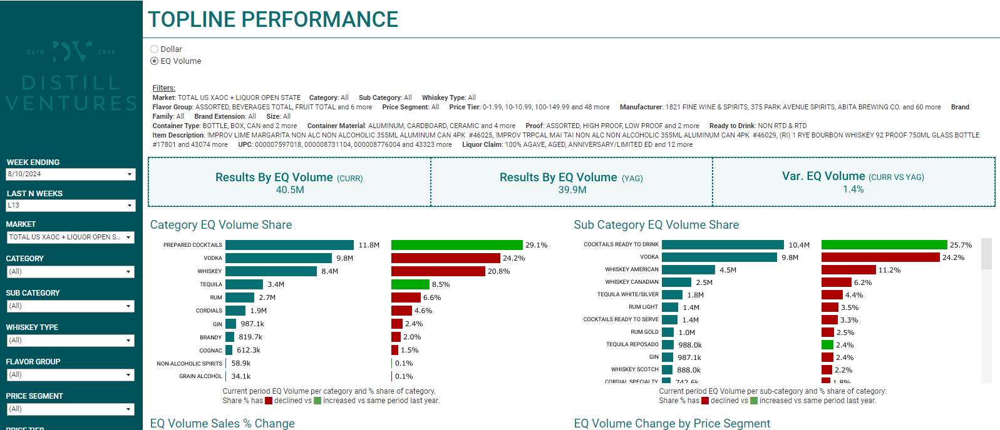 TOPLINE PERFORMANCE
ESTD 2013
DISTILL
VENTURES
Dollar
EQ Volume
Filters:
Market: TOTAL US XAOC + LIQUOR OPEN STATE Category: All Sub Category: All Whiskey Type: All
Flavor Group: ASSORTED, BEVERAGES TOTAL, FRUIT TOTAL and 6 more Price Segment: All Price Tier: 0-1.99, 10-10.99, 100-149.99 and 48 more Manufacturer: 1821 FINE WINE & SPIRITS, 375 PARK AVENUE SPIRITS, ABITA BREWING CO. and 60 more Brand
Family: All Brand Extension: All Size: All
Container Type: BOTTLE, BOX, CAN and 2 more Container Material: ALUMINUM, CARDBOARD, CERAMIC and 4 more Proof: ASSORTED, HIGH PROOF, LOW PROOF and 2 more Ready to Drink: NON RTD & RTD
Item Description: !MPROV LIME MARGARITA NON ALC NON ALCOHOLIC 355ML ALUMINUM CAN 4PK #46025, !MPROV TRPCAL MAI TAI NON ALC NON ALCOHOLIC 355ML ALUMINUM CAN 4PK #46029, (RI) 1 RYE BOURBON WHISKEY 92 PROOF 750ML GLASS BOTTLE
#17801 and 43074 more UPC: 000007597018, 000008731104, 000008776004 and 43323 more Liquor Claim: 100% AGAVE, AGED, ANNIVERSARY/LIMITED ED and 12 more
WEEK ENDING
8/10/2024
LAST N WEEKS
L13
MARKET
TOTAL US XAOC + LIQUOR OPEN S...
CATEGORY
(All)
SUB CATEGORY
(All)
WHISKEY TYPE
(All)
FLAVOR GROUP
(All)
PRICE SEGMENT
(All)
PRICE TIER
Results By EQ Volume (CURR)
40.5M
Results By EQ Volume (YAG)
39.9M
Var. EQ Volume (CURR VS YAG)
1.4%
Category EQ Volume Share
PREPARED COCKTAILS 11.8M 29.1%
VODKA 9.8M 24.2%
WHISKEY 8.4M 20.8%
TEQUILA 3.4M 8.5%
RUM 2.7M 6.6%
CORDIALS 1.9M 4.6%
GIN 987.1k 2.4%
BRANDY 819.7k 2.0%
COGNAC 612.3k 1.5%
NON-ALCOHOLIC SPIRITS 58.9k 0.1%
GRAIN ALCOHOL 34.1k 0.1%
Current period EQ Volume per category and % share of category.
Share % has declined vs increased vs same period last year.
Sub Category EQ Volume Share
COCKTAILS READY TO DRINK 10.4M 25.7%
VODKA 9.8M 24.2%
WHISKEY AMERICAN 4.5M 11.2%
WHISKEY CANADIAN 2.5M 6.2%
TEQUILA WHITE/SILVER 1.8M 4.4%
RUM LIGHT 1.4M 3.5%
COCKTAILS READY TO SERVE 1.4M 3.3%
RUM GOLD 1.0M 2.5%
TEQUILA REPOSADO 988.0k 2.4%
GIN 987.1k 2.4%
WHISKEY SCOTCH 888.0k 2.2%
CORDIAL SPECIALTY 742.6k 1.8%
Current period EQ Volume per sub-category and % share of category:
Share % has declined vs increased vs same period last year.
EQ Volume Sales % Change
EQ Volume Change by Price Segment